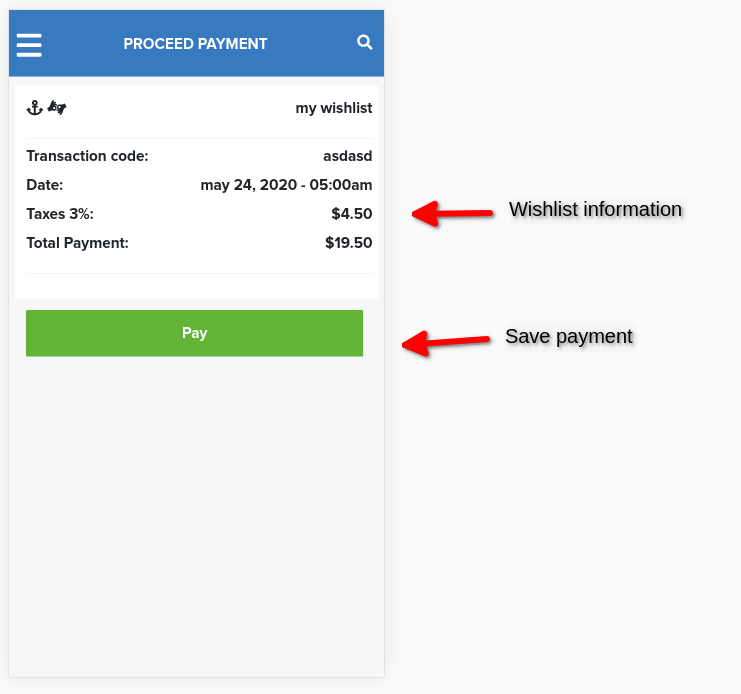 PROCEED PAYMENT
my wishlist
Transaction code: asdasd
Date: may 24, 2020 - 05:00am
Taxes 3%: $4.50
Wishlist information
Total Payment: $19.50
Pay
Save payment